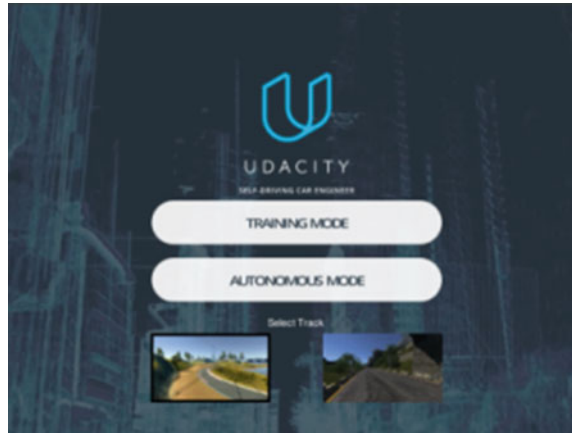 UDACITY
SELF-DRIVING CAR ENGINEER
TRAINING MODE
AUTONOMOUS MODE
Select Track